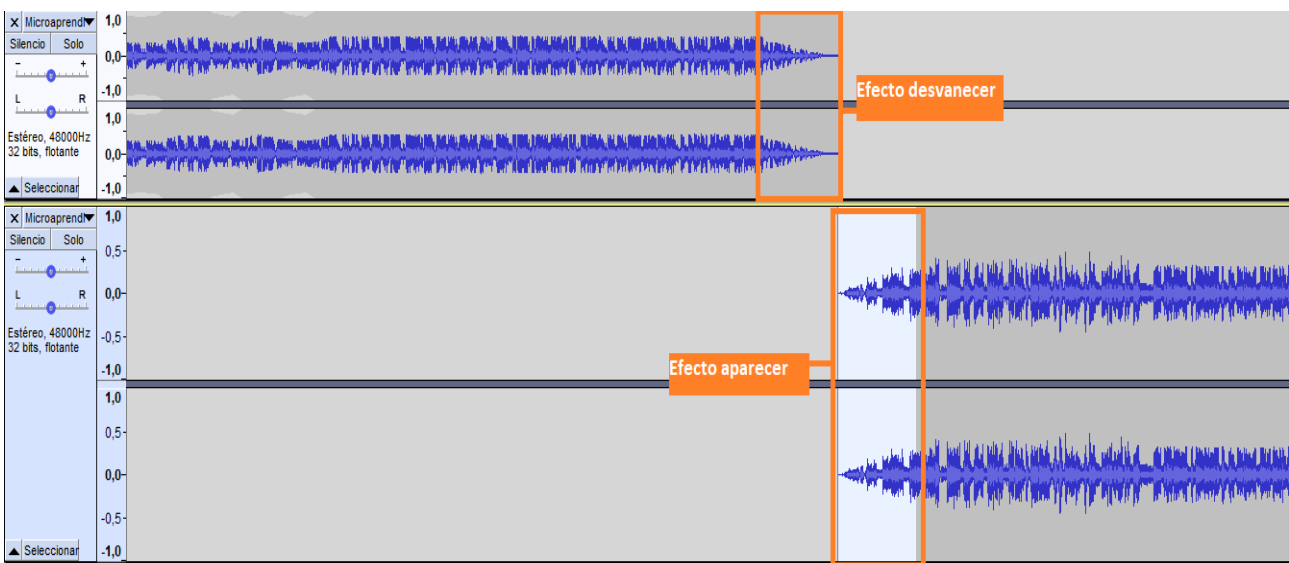 X Microaprendi▼
Silencio Solo
- +
L R
Estéreo, 48000Hz
32 bits, flotante
▲ Seleccionar
1,0
0,0
-1,0
1,0
0,0
-1,0
Efecto desvanecer
X Microaprendi▼
Silencio Solo
- +
L R
Estéreo, 48000Hz
32 bits, flotante
▲ Seleccionar
1,0
0,5
0,0
-0,5
-1,0
1,0
0,5
0,0
-0,5
-1,0
Efecto aparecer